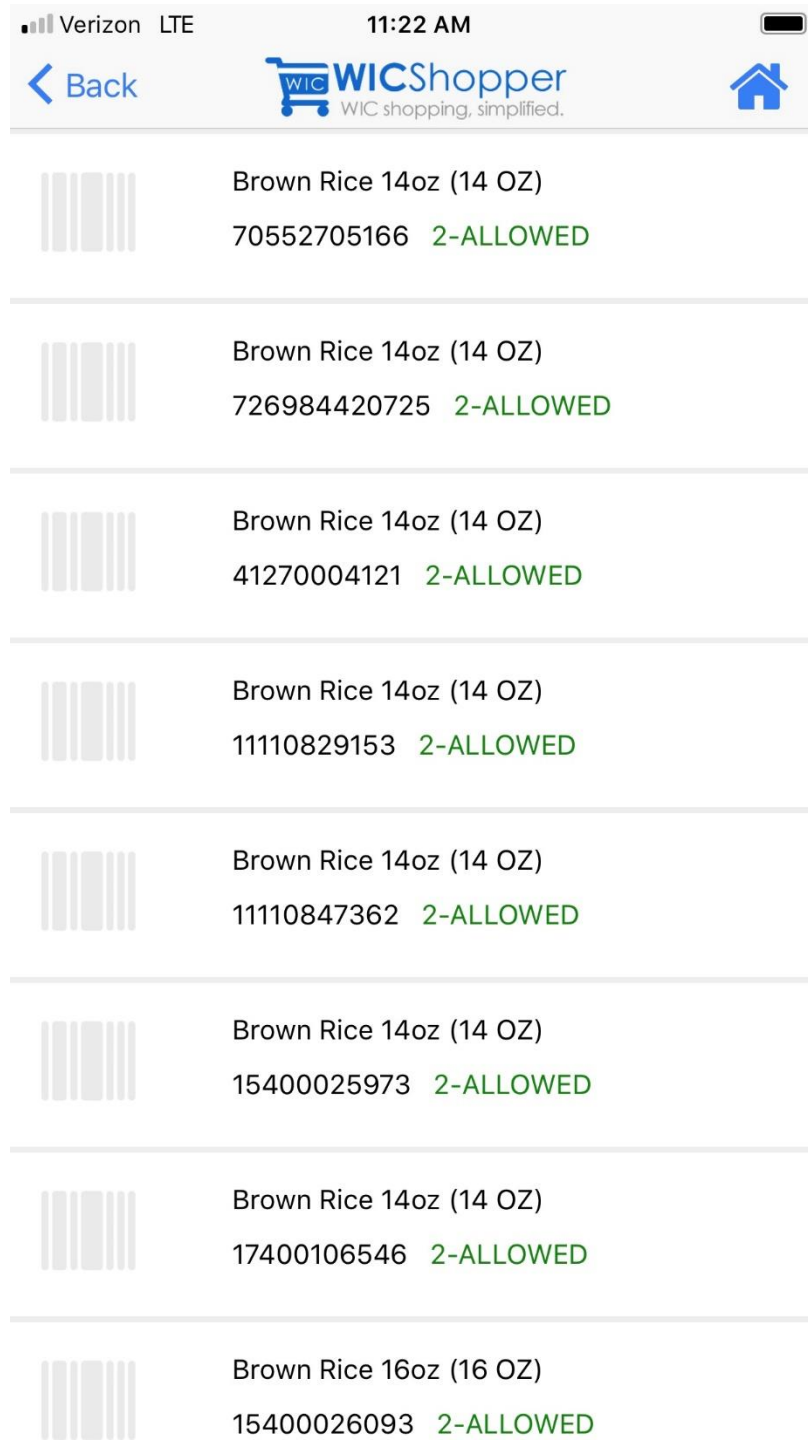 Verizon LTE 11:22 AM
Back WIC WICShopper
WIC shopping, simplified.
Brown Rice 14oz (14 OZ)
70552705166 2-ALLOWED
Brown Rice 14oz (14 OZ)
726984420725 2-ALLOWED
Brown Rice 14oz (14 OZ)
41270004121 2-ALLOWED
Brown Rice 14oz (14 OZ)
11110829153 2-ALLOWED
Brown Rice 14oz (14 OZ)
11110847362 2-ALLOWED
Brown Rice 14oz (14 OZ)
15400025973 2-ALLOWED
Brown Rice 14oz (14 OZ)
17400106546 2-ALLOWED
Brown Rice 16oz (16 OZ)
15400026093 2-ALLOWED